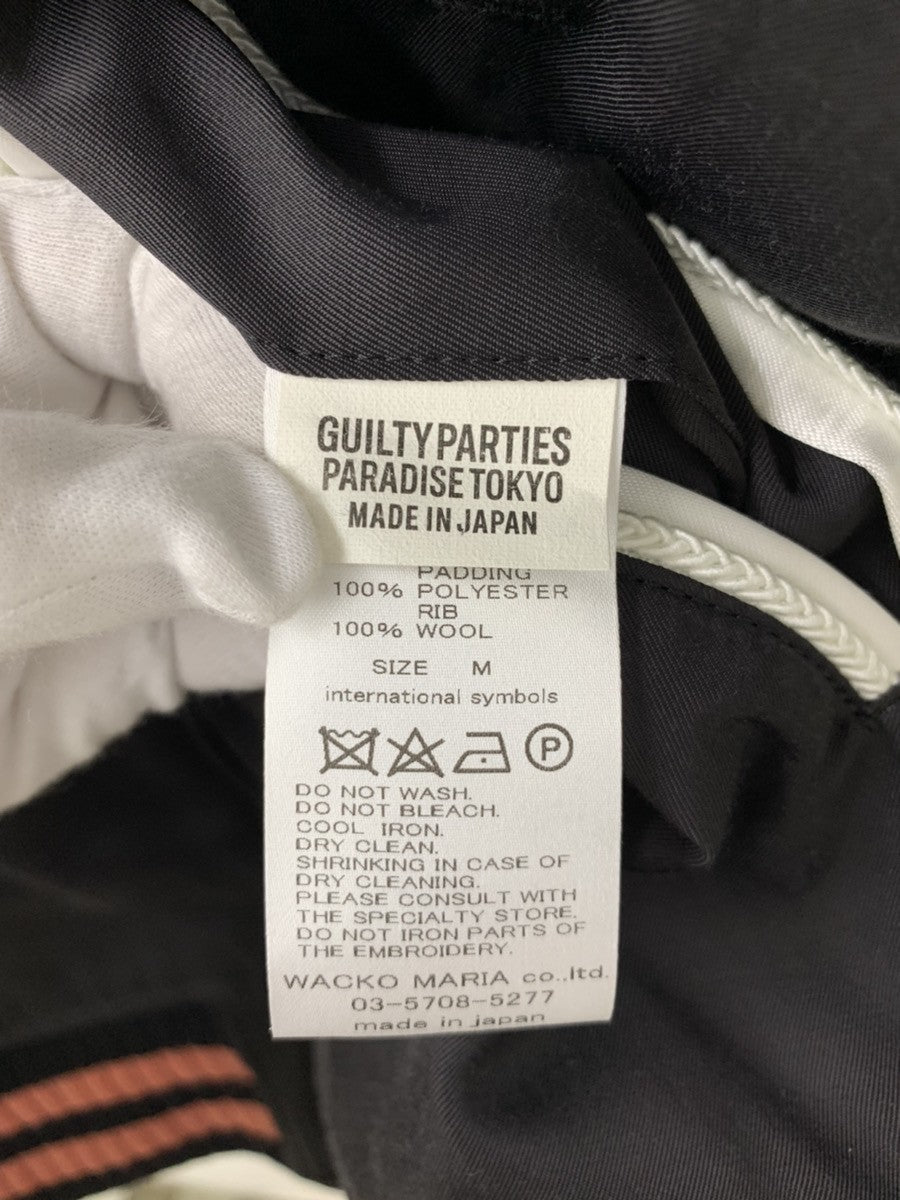 GUILTY PARTIES
PARADISE TOKYO
MADE IN JAPAN
PADDING
100% POLYESTER
RIB
100% WOOL
SIZE M
international symbols
P
DO NOT WASH.
DO NOT BLEACH.
COOL IRON.
DRY CLEAN.
SHRINKING IN CASE OF
DRY CLEANING.
PLEASE CONSULT WITH
THE SPECIALTY STORE.
DO NOT IRON PARTS OF
THE EMBROIDERY.
WACKO MARIA co.,ltd.
03-5708-5277
made in japan